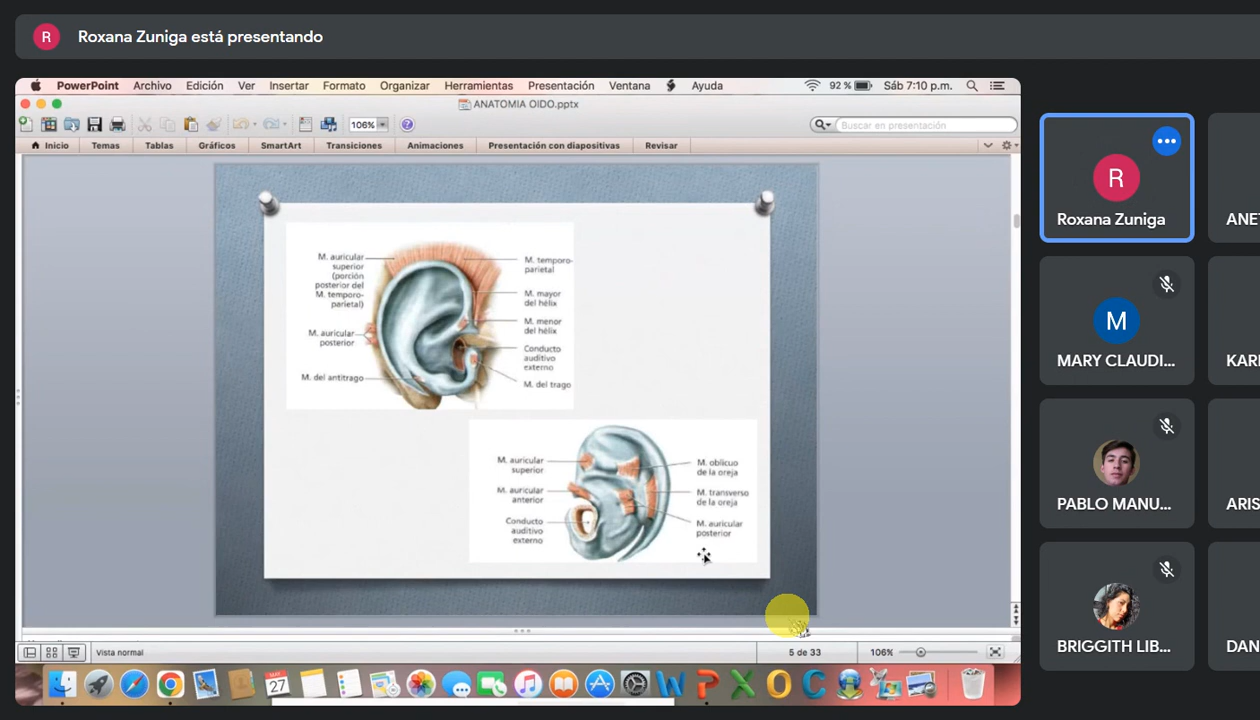 R Roxana Zuniga está presentando
PowerPoint Archivo Edición Ver Insertar Formato Organizar Herramientas Presentación Ventana Ayuda 92 % Sáb 7:10 p.m.
ANATOMIA OIDO.pptx
106% Buscar en presentación
Inicio Temas Tablas Gráficos SmartArt Transiciones Animaciones Presentación con diapositivas Revisar
M. auricular
superior
(porción
posterior del
M. temporo-
parietal)
M. auricular
posterior
M. del antitrago
M. temporo-
parietal
M. mayor
del hélix
M. menor
del hélix
Conducto
auditivo
externo
M. del trago
M. auricular
superior
M. auricular
anterior
Conducto
auditivo
externo
M. oblicuo
de la oreja
M. transverso
de la oreja
M. auricular
posterior
Vista normal 5 de 33 106%
27
R
Roxana Zuniga
ANE
M
MARY CLAUDI...
KARI
PABLO MANU...
ARIS
BRIGGITH LIB...
DAN